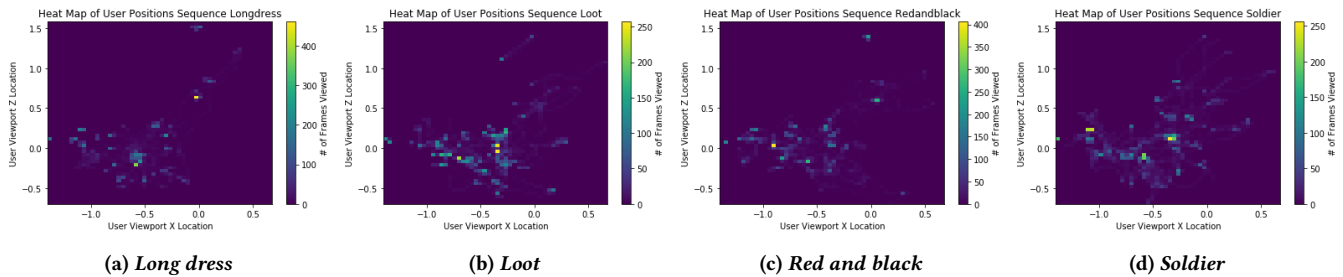 Heat Map of User Positions Sequence Longdress
1.5
1.0
0.5
0.0
−0.5
User Viewport Z Location
−1.0 −0.5 0.0 0.5
User Viewport X Location
400
300
200
100
0
# of Frames Viewed
(a) Long dress
Heat Map of User Positions Sequence Loot
1.5
1.0
0.5
0.0
−0.5
User Viewport Z Location
−1.0 −0.5 0.0 0.5
User Viewport X Location
250
200
150
100
50
0
# of Frames Viewed
(b) Loot
Heat Map of User Positions Sequence Redandblack
1.5
1.0
0.5
0.0
−0.5
User Viewport Z Location
−1.0 −0.5 0.0 0.5
User Viewport X Location
400
350
300
250
200
150
100
50
0
# of Frames Viewed
(c) Red and black
Heat Map of User Positions Sequence Soldier
1.5
1.0
0.5
0.0
−0.5
User Viewport Z Location
−1.0 −0.5 0.0 0.5
User Viewport X Location
250
200
150
100
50
0
# of Frames Viewed
(d) Soldier